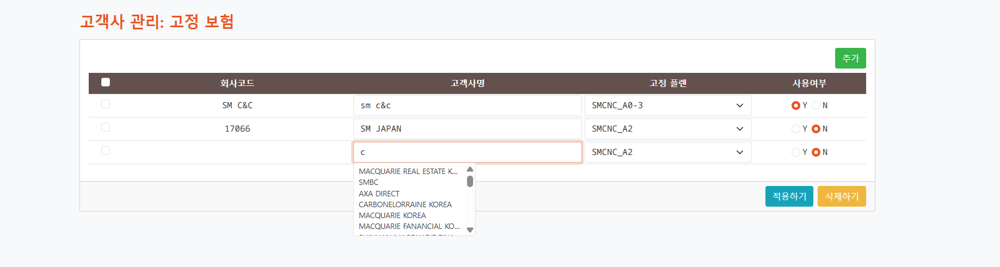 고객사 관리: 고정 보험
추가
회사코드 고객사명 고정 플랜 사용여부
SM C&C sm c&c SMCNC_A0-3 Y N
17066 SM JAPAN SMCNC_A2 Y N
c SMCNC_A2 Y N
MACQUARIE REAL ESTATE K...
SMBC
AXA DIRECT
CARBONELORRAINE KOREA
MACQUARIE KOREA
MACQUARIE FANANCIAL KO...
적용하기 삭제하기